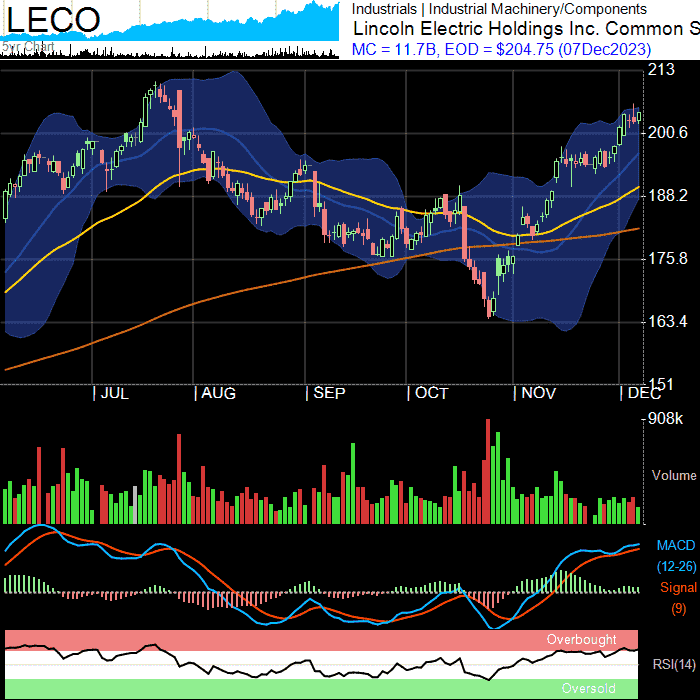 LECO
5yr Chart
Industrials | Industrial Machinery/Components
Lincoln Electric Holdings Inc. Common S
MC = 11.7B, EOD = $204.75 (07Dec2023)
213
200.6
188.2
175.8
163.4
151
| JUL | AUG | SEP | OCT | NOV | DEC
908k
Volume
MACD
(12-26)
Signal
(9)
Overbought
RSI(14)
Oversold